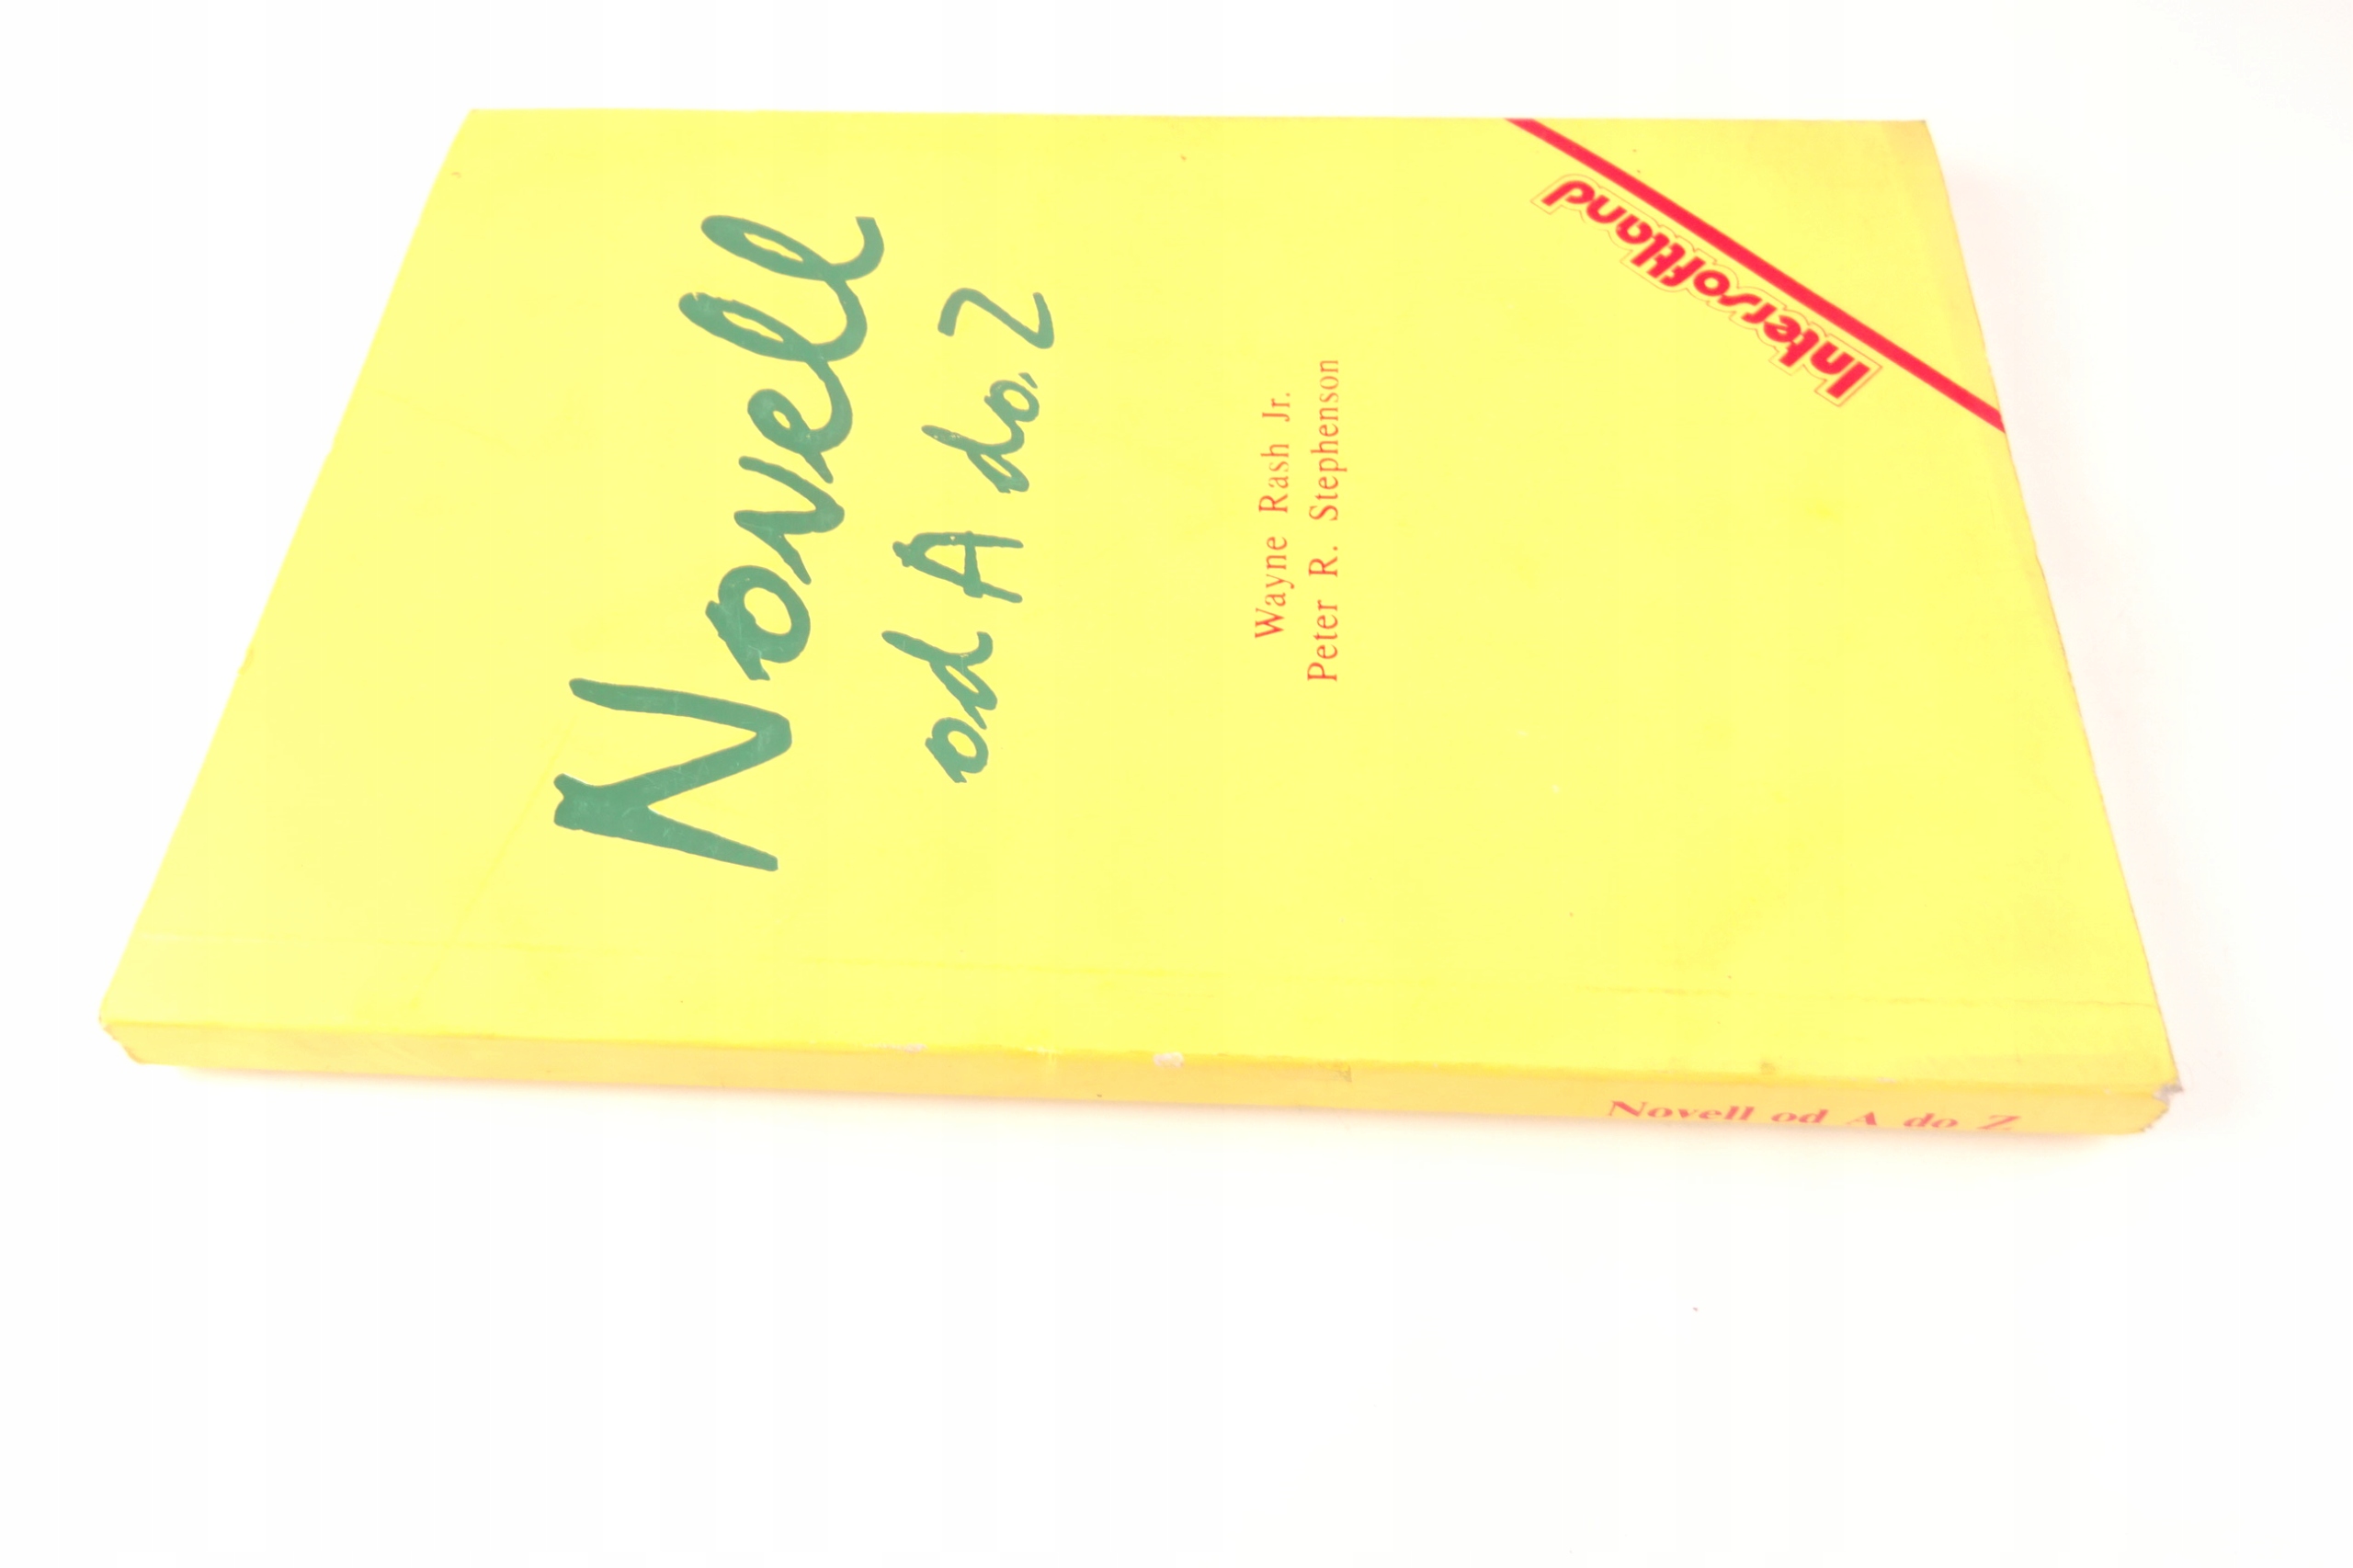 Novell
od A do Z
Wayne Rash Jr.
Peter R. Stephenson
Intersoftland
Novell od A do Z